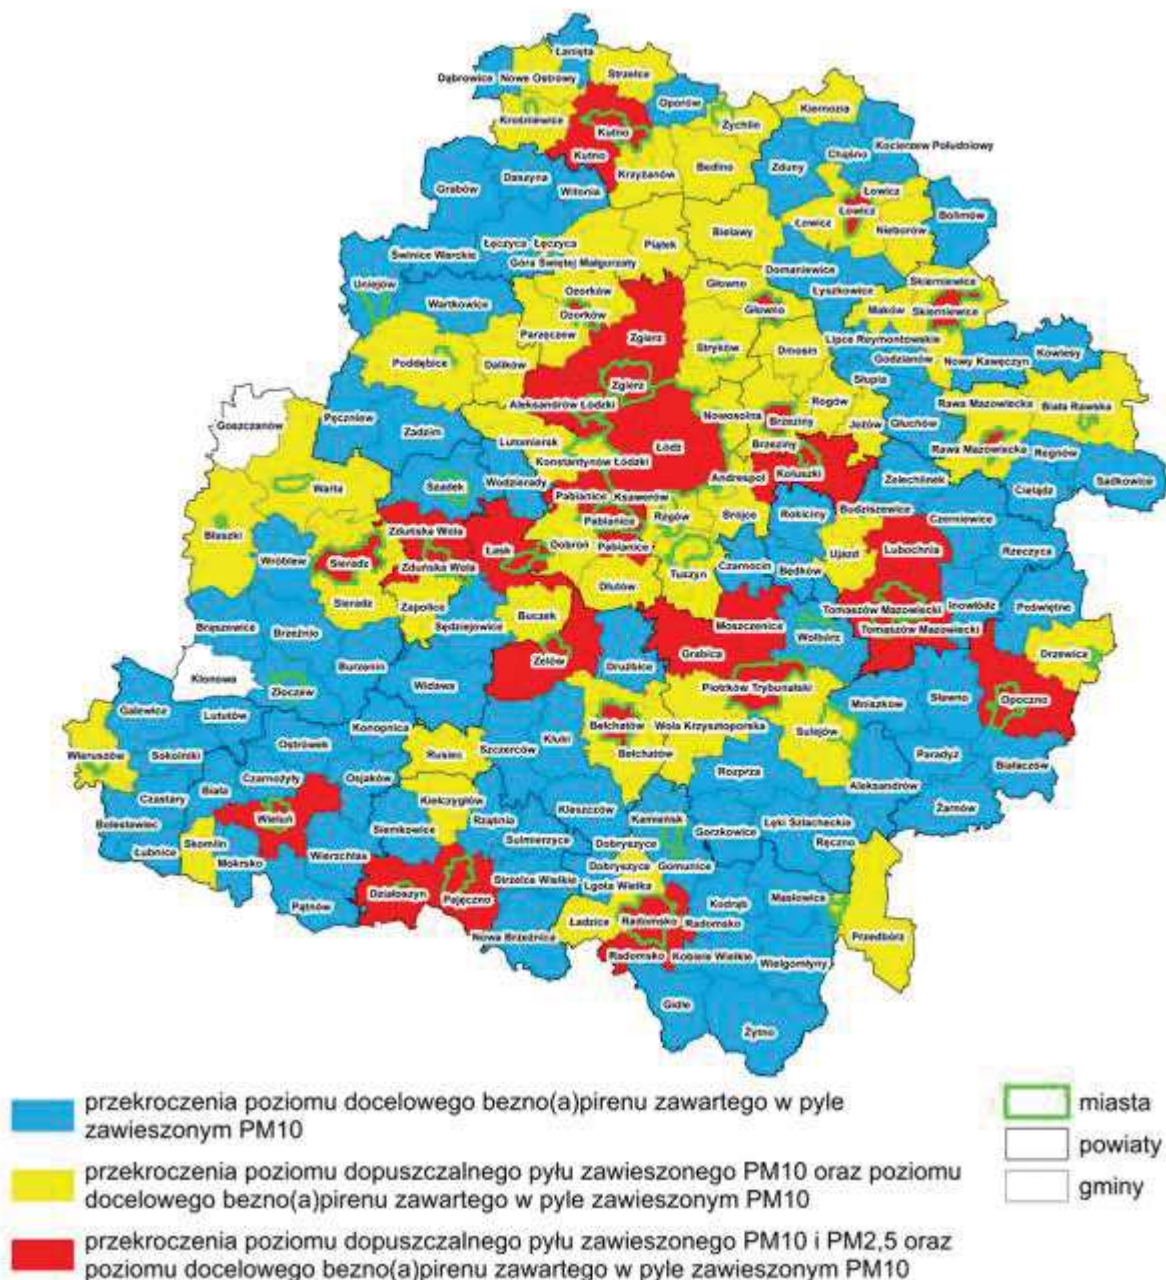 Łanięta
Dąbrowice Nowe Ostrowy Strzelce
Oporów
Kiernozia
Krośniewice Kutno Żychlin
Kocierzew Południowy
Chąśno
Kutno Bedlno Zduny
Krzyżanów
Daszyna
Grabów Witonia Łowicz
Łowicz Bolimów
Łowicz Nieborów
Bielawy
Łęczyca Łęczyca Piątek
Świnice Warckie
Góra Świętej Małgorzaty Domaniewice
Uniejów Ozorków Głowno Skierniewice
Łyszkowice
Wartkowice Ozorków Głowno Maków Skierniewice
Parzęczew Zgierz Lipce Reymontowskie
Stryków Dmosin Kowiesy
Poddębice Dalików Godzianów Nowy Kawęczyn
Zgierz Słupia
Aleksandrów Łódzki Rogów Rawa Mazowiecka Biała Rawska
Pęczniew Nowosolna Brzeziny
Goszczanów Jeżów Głuchów
Zadzim Lutomiersk Łódź Brzeziny Rawa Mazowiecka Regnów
Konstantynów Łódzki
Andrespol Koluszki
Szadek Wodzierady Żelechlinek Cielądz Sadkowice
Warta Pabianice Ksawerów
Rzgów Brójce Rokiciny Budziszewice Czerniewice
Błaszki Zduńska Wola Pabianice
Dobroń Pabianice Ujazd Lubochnia Rzeczyca
Wróblew Sieradz Łask
Zduńska Wola Tuszyn Czarnocin Będków
Dłutów
Sieradz Zapolice Buczek Tomaszów Mazowiecki Inowłódz Poświętne
Sędziejowice
Brąszewice Brzeźnio Moszczenica Wolbórz Tomaszów Mazowiecki
Grabica
Burzenin Zelów Drużbice Drzewica
Klonowa
Złoczew Widawa Piotrków Trybunalski Opoczno
Mniszków Sławno
Galewice Lututów
Konopnica Bełchatów Wola Krzysztoporska Sulejów
Wieruszów Sokolniki Ostrówek Rusiec Szczerców Kluki
Bełchatów Paradyż Białaczów
Rozprza
Biała Czarnożyły Osjaków Aleksandrów
Czastary Kiełczygłów Żarnów
Kleszczów
Bolesławiec Wieluń Siemkowice Rząśnia Kamieńsk Łęki Szlacheckie
Sulmierzyce Gorzkowice
Łubnice Skomlin Mokrsko Wierzchlas Dobryszyce Ręczno
Strzelce Wielkie Dobryszyce Gomunice
Działoszyn Pajęczno Lgota Wielka
Pątnów Kodrąb Masłowice
Ładzice Radomsko Radomsko
Nowa Brzeźnica Przedbórz
Radomsko Kobiele Wielkie Wielgomłyny
Gidle
Żytno
przekroczenia poziomu docelowego bezno(a)pirenu zawartego w pyle
zawieszonym PM10
przekroczenia poziomu dopuszczalnego pyłu zawieszonego PM10 oraz poziomu
docelowego bezno(a)pirenu zawartego w pyle zawieszonym PM10
przekroczenia poziomu dopuszczalnego pyłu zawieszonego PM10 i PM2,5 oraz
poziomu docelowego bezno(a)pirenu zawartego w pyle zawieszonym PM10
miasta
powiaty
gminy